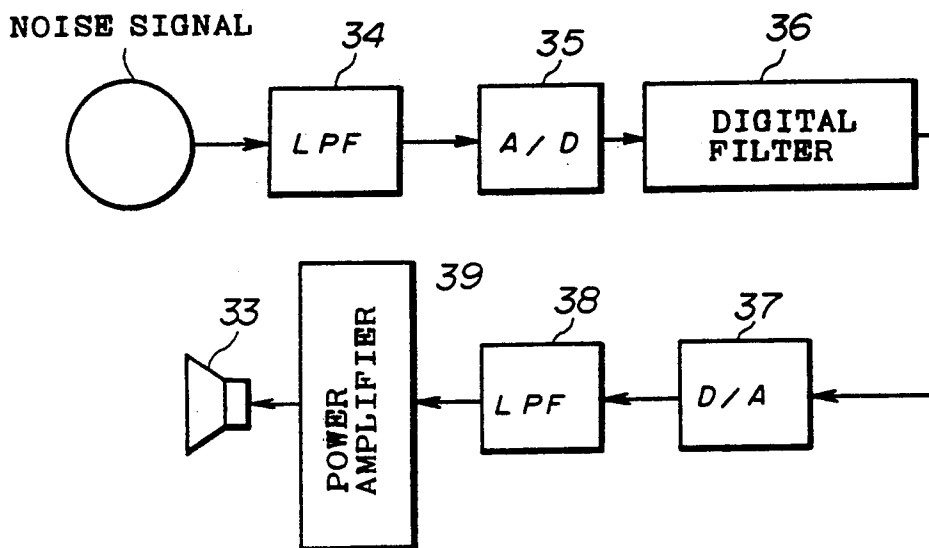 NOISE SIGNAL
34
35
36
LPF
A/D
DIGITAL
FILTER
33
39
38
37
POWER
AMPLIFIER
LPF
D/A